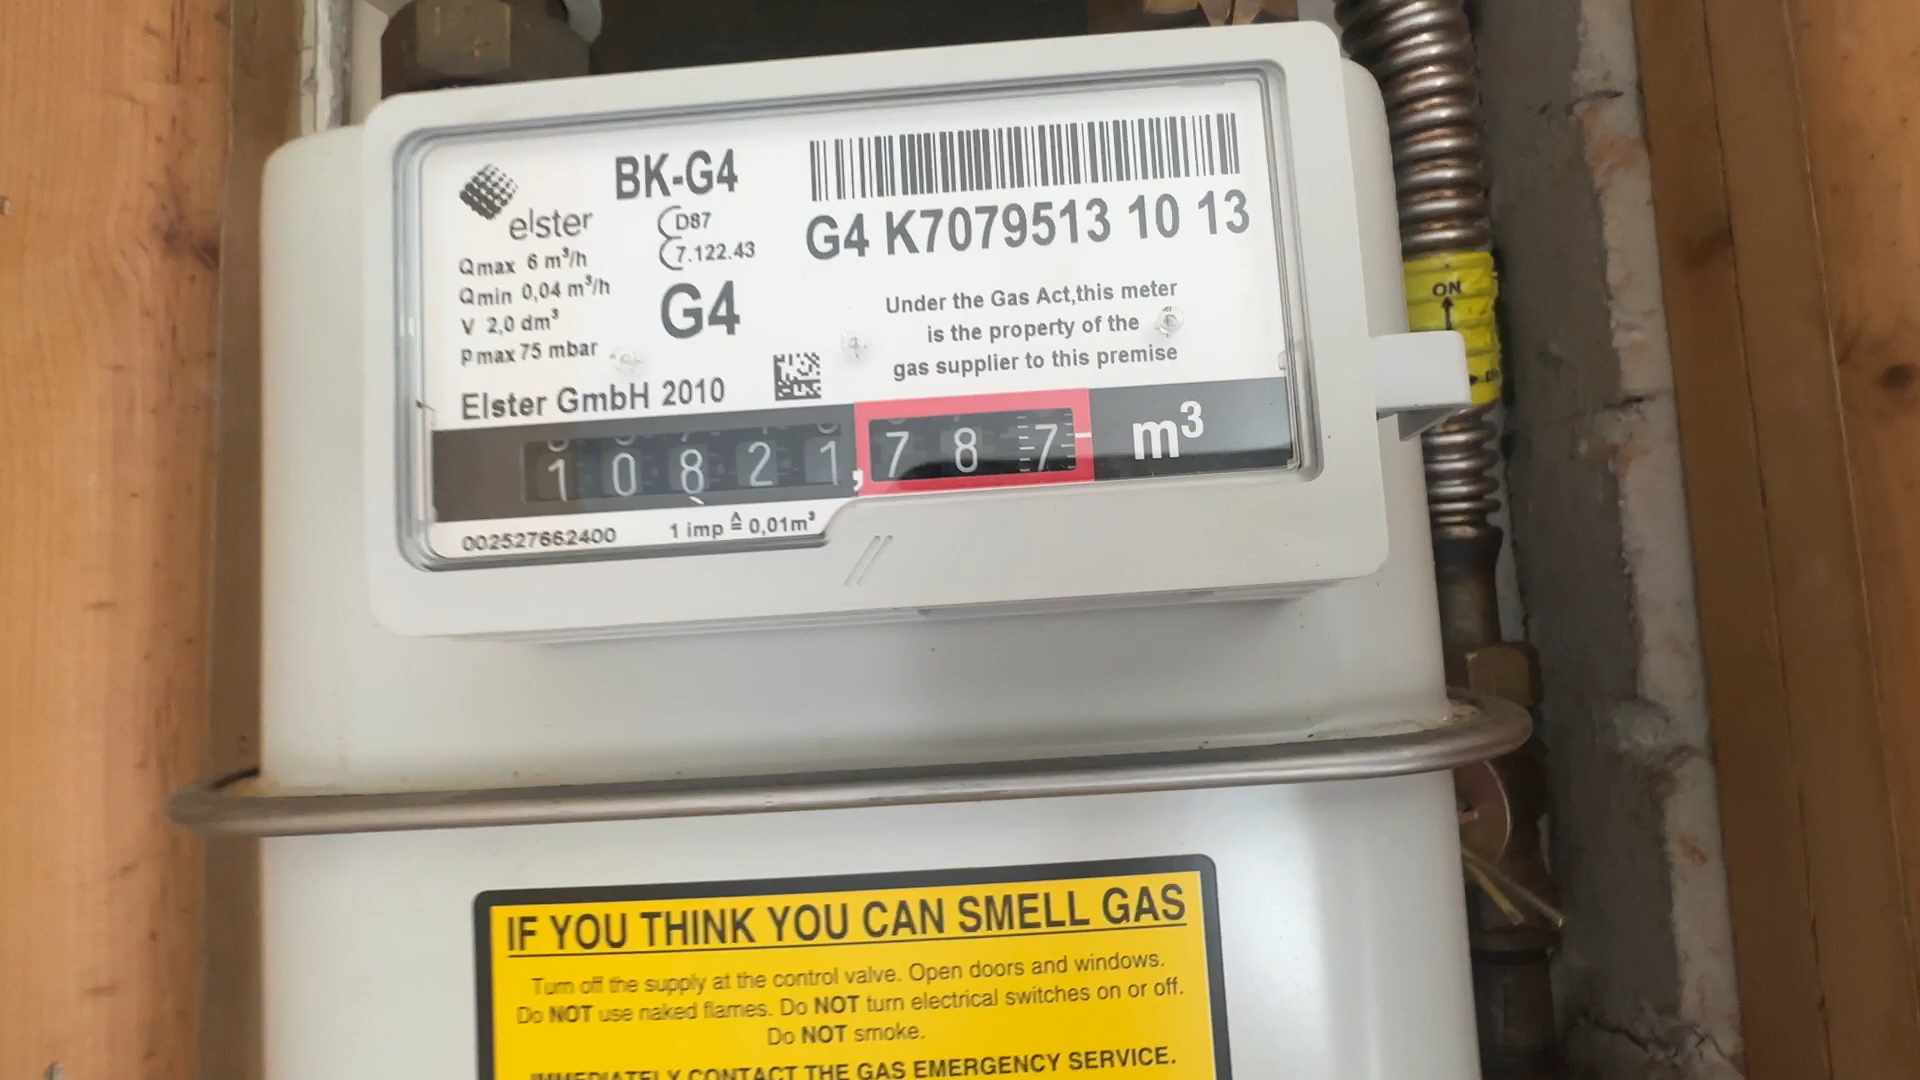 elster
BK-G4
D87
7.122.43
G4
Qmax 6 m³/h
Qmin 0,04 m³/h
V 2,0 dm³
pmax 75 mbar
Elster GmbH 2010
G4 K7079513 10 13
Under the Gas Act,this meter
is the property of the
gas supplier to this premise
10821,787 m³
002527662400 1 imp ≙ 0,01m³
ON
IF YOU THINK YOU CAN SMELL GAS
Turn off the supply at the control valve. Open doors and windows.
Do NOT use naked flames. Do NOT turn electrical switches on or off.
Do NOT smoke.
IMMEDIATELY CONTACT THE GAS EMERGENCY SERVICE.